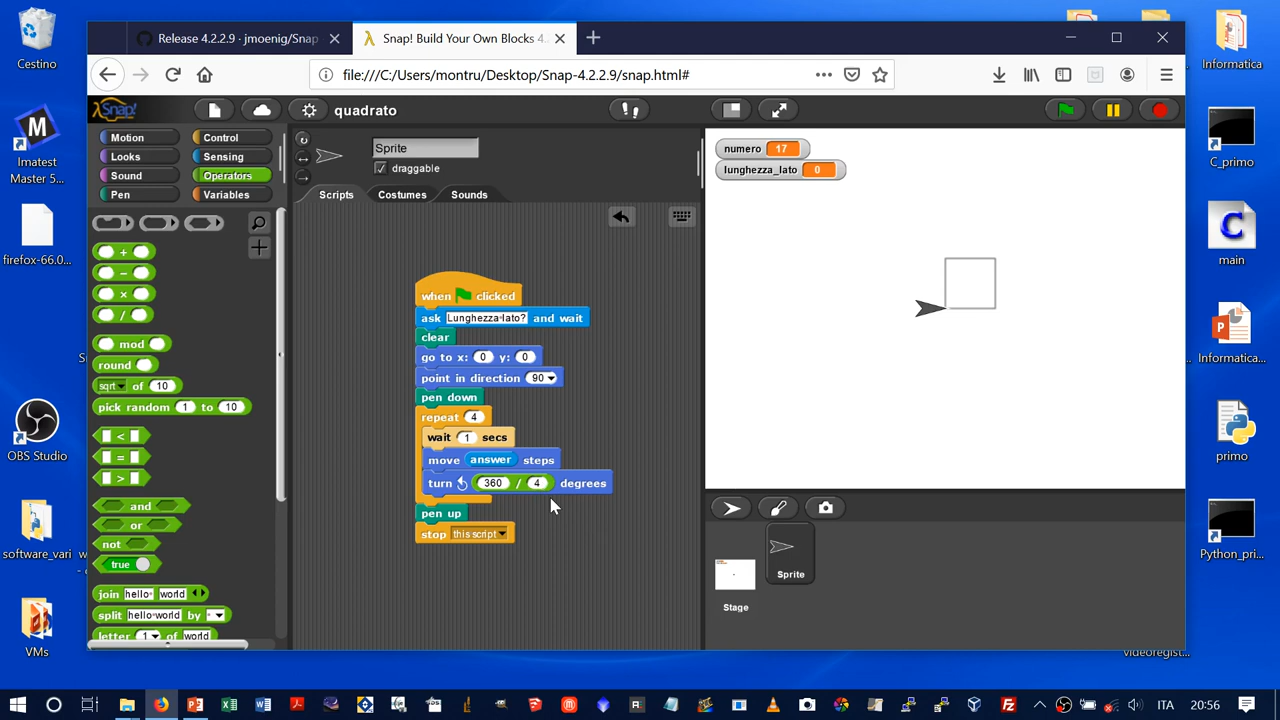 Cestino
Imatest
Master 5...
firefox-66.0...
OBS Studio
software_vari
VMs
Release 4.2.2.9 · jmoenig/Snap
Snap! Build Your Own Blocks 4.
file:///C:/Users/montru/Desktop/Snap-4.2.2.9/snap.html#
Snap!
quadrato
Motion
Control
Looks
Sensing
Sound
Operators
Pen
Variables
+
−
×
/
mod
round
sqrt of 10
pick random 1 to 10
<
=
>
and
or
not
true
join hello world
split hello world by
letter 1 of world
Sprite
draggable
Scripts
Costumes
Sounds
when clicked
ask Lunghezza lato? and wait
clear
go to x: 0 y: 0
point in direction 90
pen down
repeat 4
wait 1 secs
move answer steps
turn 360 / 4 degrees
pen up
stop this script
numero 17
lunghezza_lato 0
Stage
Sprite
Informatica
C_primo
main
Informatica...
primo
Python_pri...
videoregist...
ITA
20:56